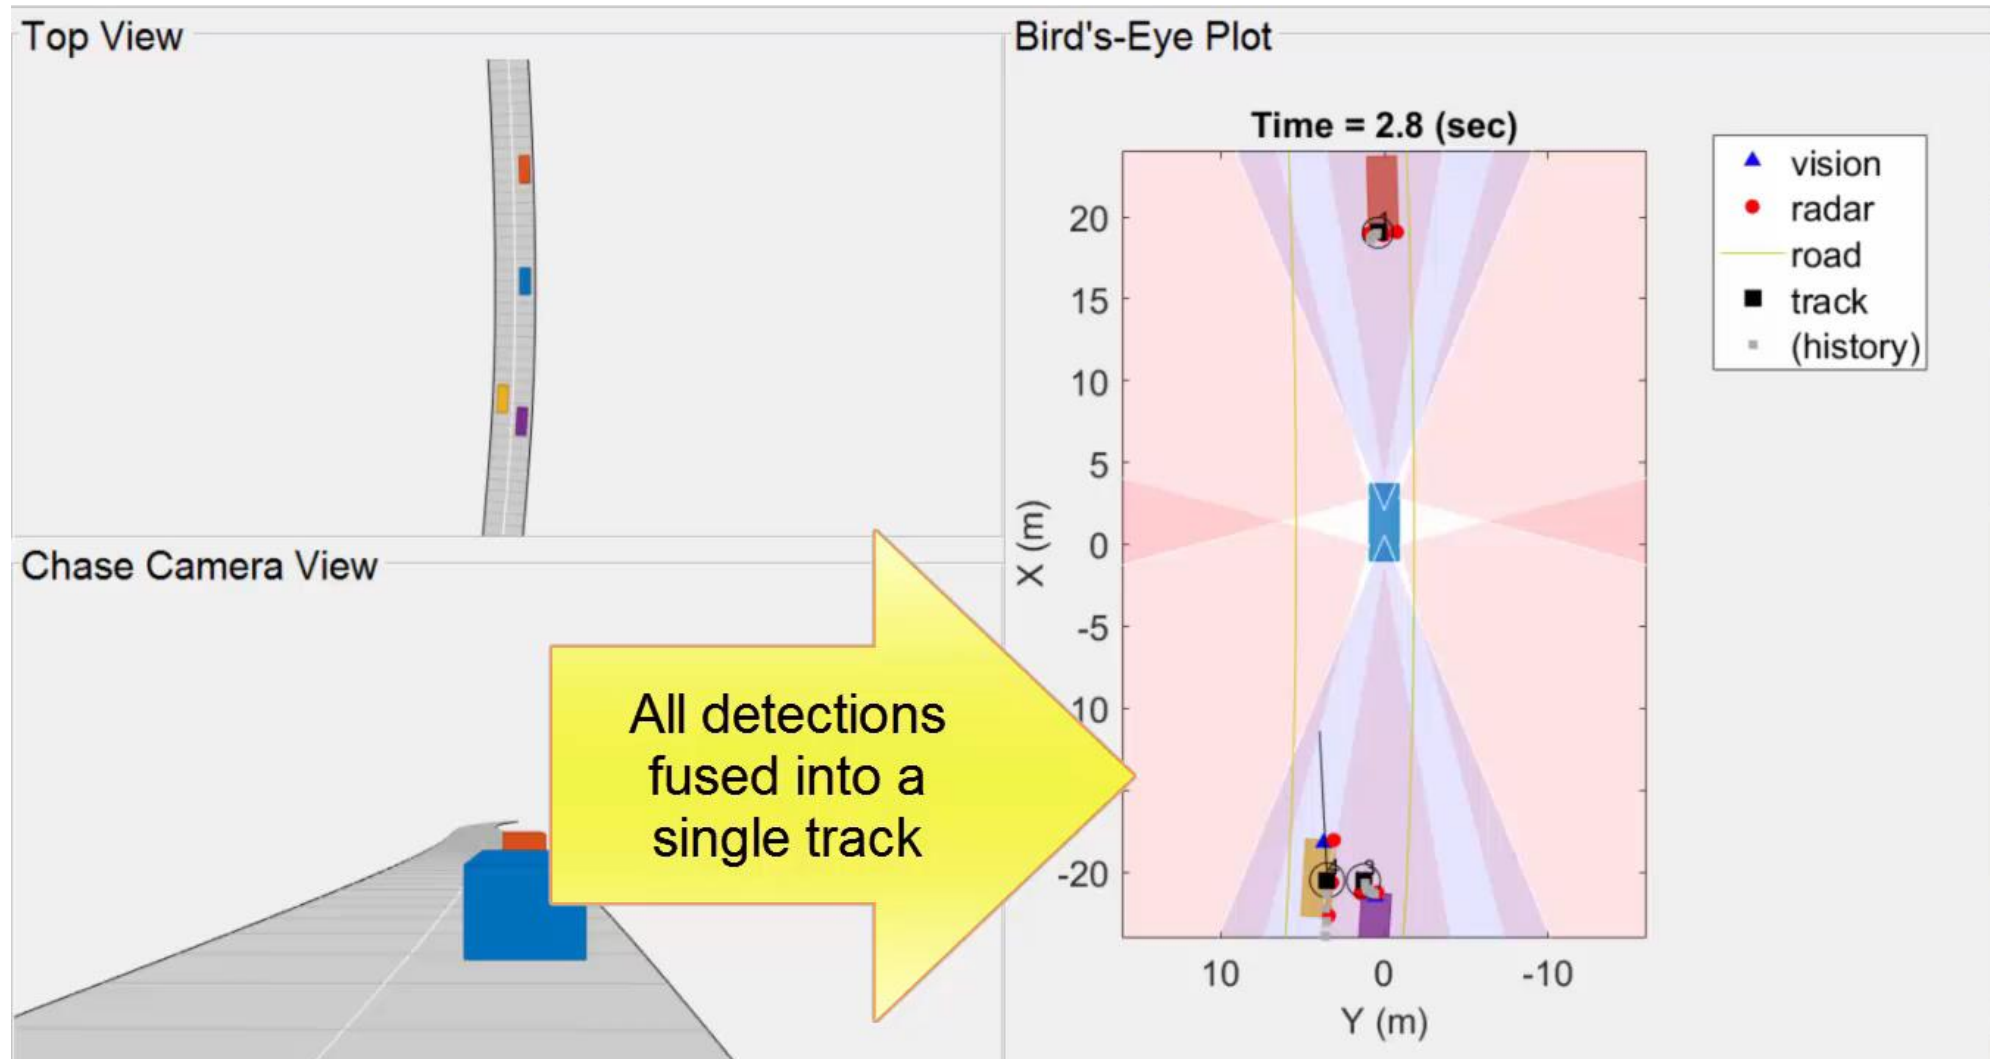 Top View
Bird's-Eye Plot
Time = 2.8 (sec)
vision
radar
road
track
(history)
20
15
10
5
0
-5
10
-20
X (m)
10
0
-10
Y (m)
Chase Camera View
All detections
fused into a
single track